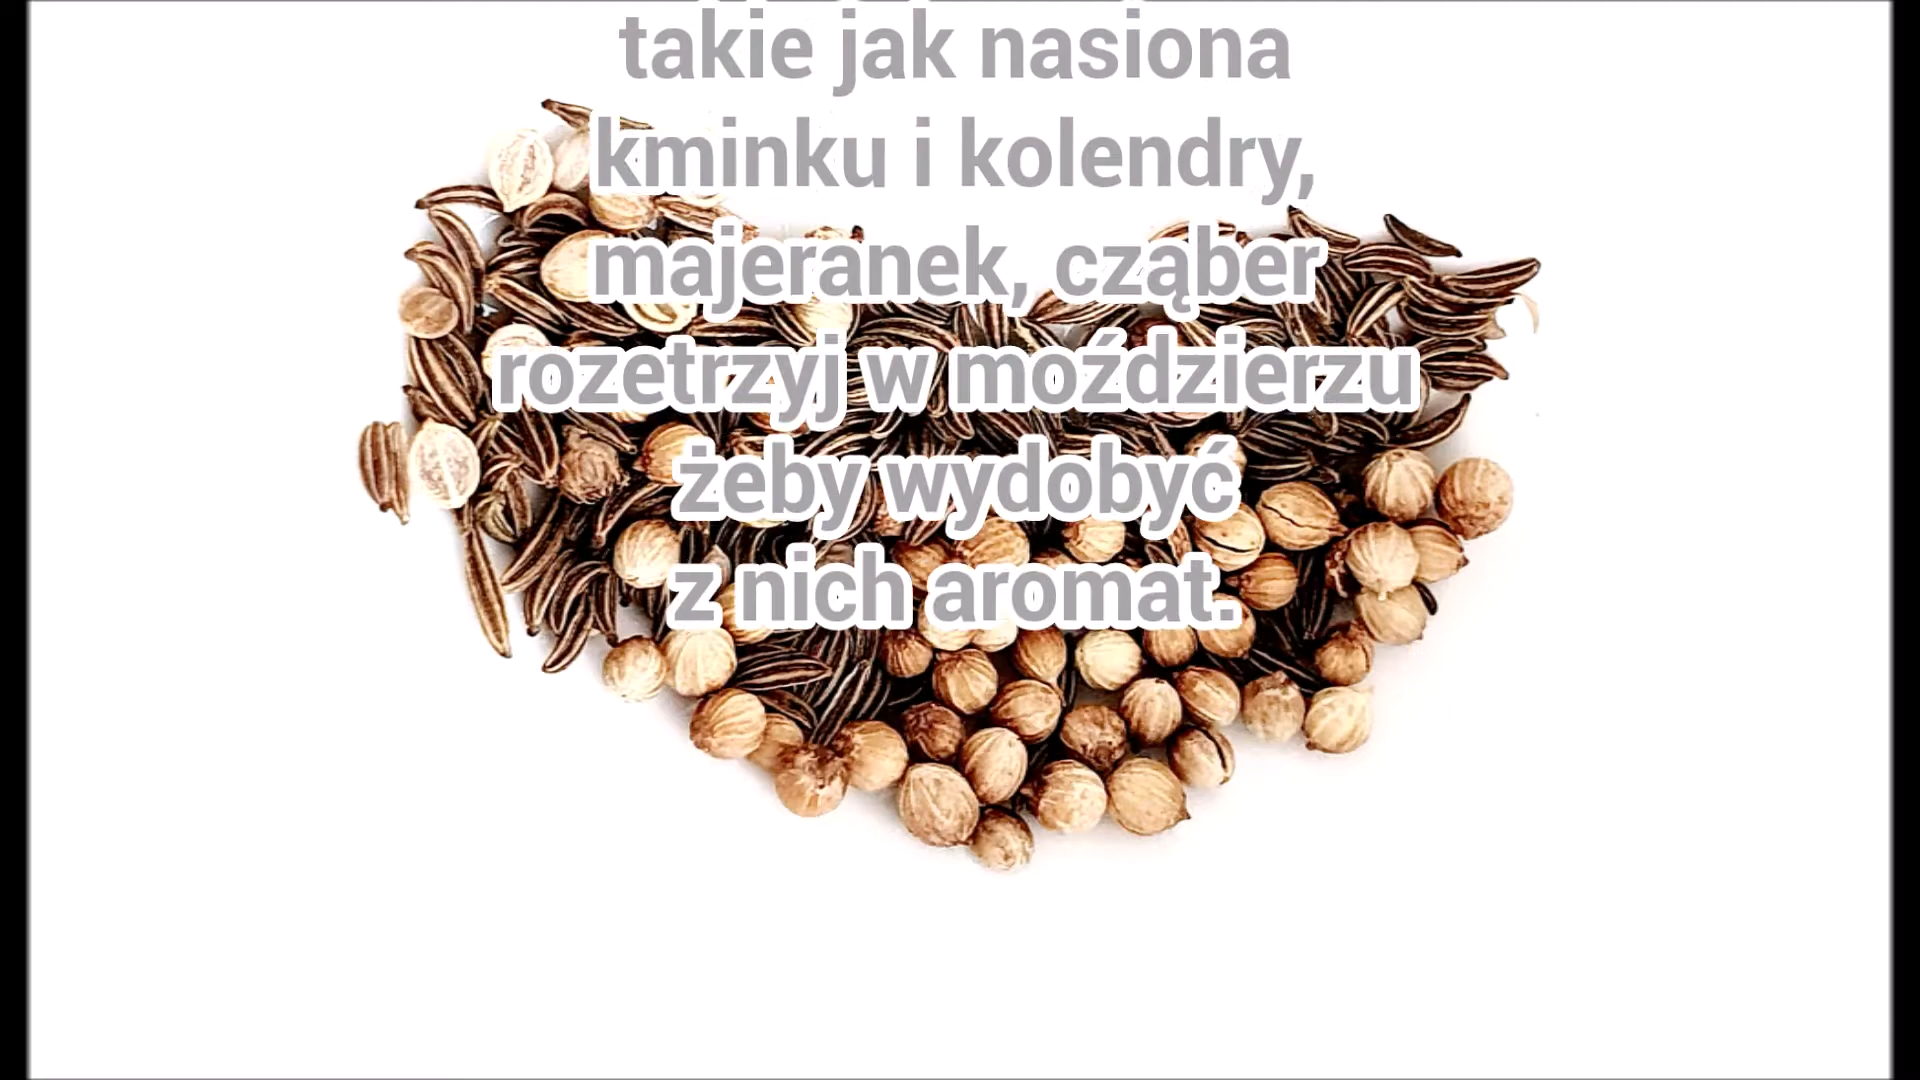 takie jak nasiona
kminku i kolendry,
majeranek, cząber
rozetrzyj w moździerzu
żeby wydobyć
z nich aromat.